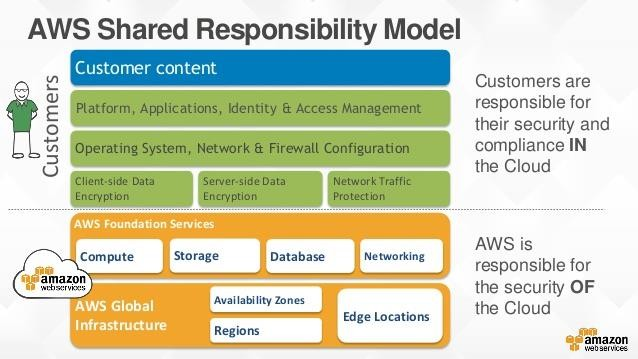 AWS Shared Responsibility Model
Customers
Customer content
Platform, Applications, Identity & Access Management
Operating System, Network & Firewall Configuration
Client-side Data
Encryption
Server-side Data
Encryption
Network Traffic
Protection
Customers are
responsible for
their security and
compliance IN
the Cloud
AWS Foundation Services
Compute
Storage
Database
Networking
amazon
webservices
AWS Global
Infrastructure
Availability Zones
Regions
Edge Locations
AWS is
responsible for
the security OF
the Cloud
amazon
webservices